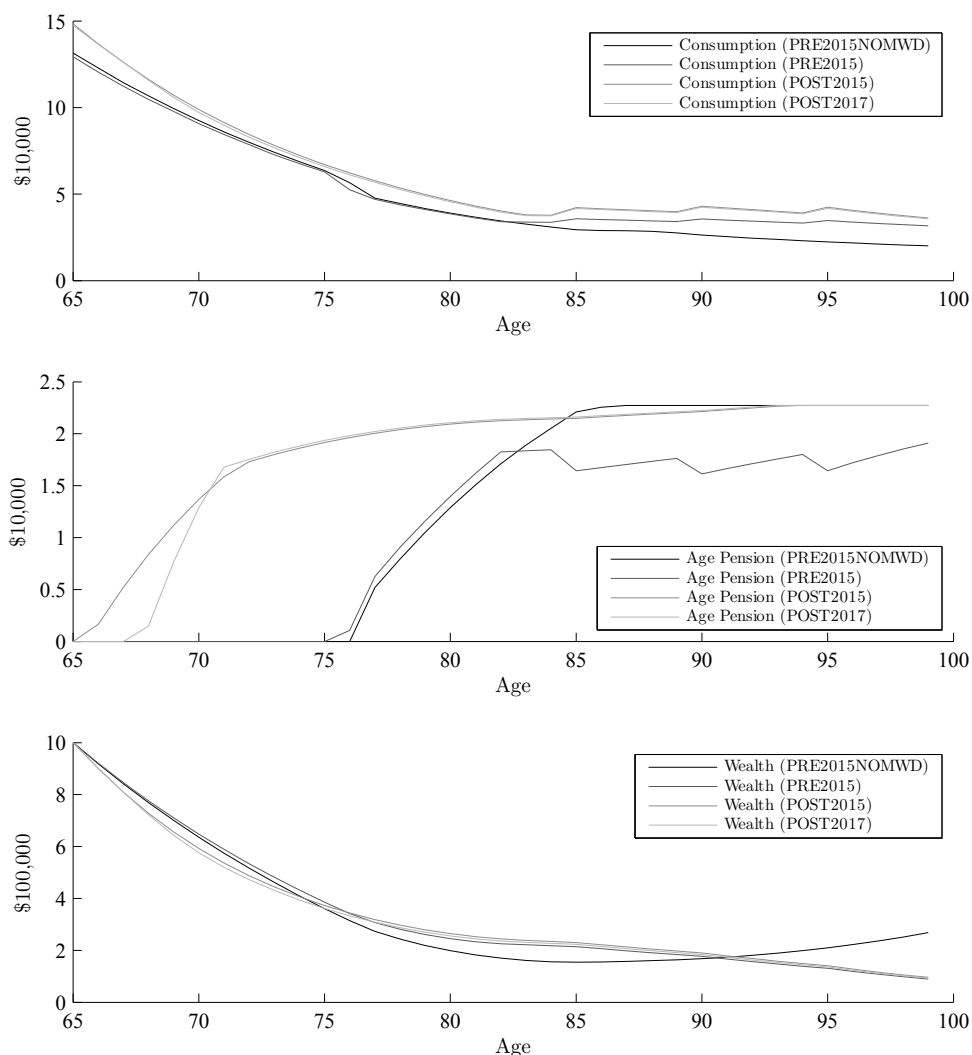 15
10
5
0
$10,000
65 70 75 80 85 90 95 100
Age
Consumption (PRE2015NOMWD)
Consumption (PRE2015)
Consumption (POST2015)
Consumption (POST2017)
2.5
2
1.5
1
0.5
0
$10,000
65 70 75 80 85 90 95 100
Age
Age Pension (PRE2015NOMWD)
Age Pension (PRE2015)
Age Pension (POST2015)
Age Pension (POST2017)
10
8
6
4
2
0
$100,000
65 70 75 80 85 90 95 100
Age
Wealth (PRE2015NOMWD)
Wealth (PRE2015)
Wealth (POST2015)
Wealth (POST2017)